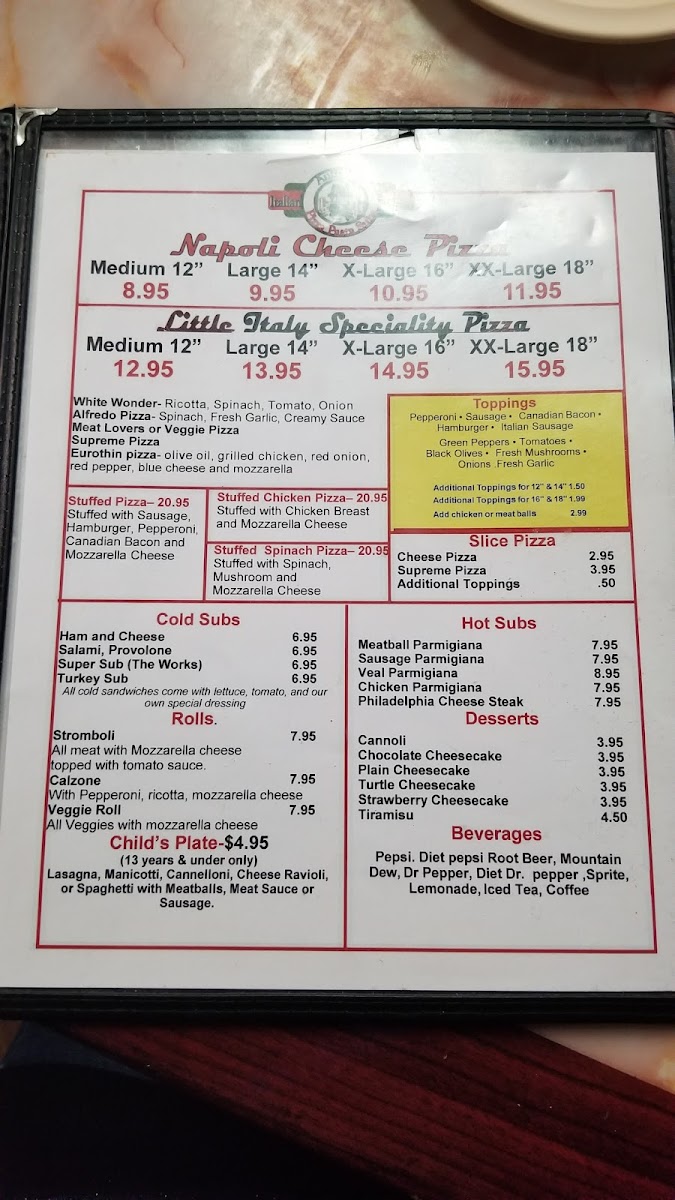 Italian
Napoli Cheese Pizza
Medium 12” Large 14” X-Large 16” XX-Large 18”
8.95 9.95 10.95 11.95
Little Italy Speciality Pizza
Medium 12” Large 14” X-Large 16” XX-Large 18”
12.95 13.95 14.95 15.95
White Wonder- Ricotta, Spinach, Tomato, Onion
Alfredo Pizza- Spinach, Fresh Garlic, Creamy Sauce
Meat Lovers or Veggie Pizza
Supreme Pizza
Eurothin pizza- olive oil, grilled chicken, red onion,
red pepper, blue cheese and mozzarella
Toppings
Pepperoni • Sausage • Canadian Bacon •
Hamburger • Italian Sausage
Green Peppers • Tomatoes •
Black Olives • Fresh Mushrooms •
Onions .Fresh Garlic
Additional Toppings for 12" & 14" 1.50
Additional Toppings for 16" & 18" 1.99
Add chicken or meat balls 2.99
Stuffed Pizza– 20.95
Stuffed with Sausage,
Hamburger, Pepperoni,
Canadian Bacon and
Mozzarella Cheese
Stuffed Chicken Pizza– 20.95
Stuffed with Chicken Breast
and Mozzarella Cheese
Stuffed Spinach Pizza– 20.95
Stuffed with Spinach,
Mushroom and
Mozzarella Cheese
Slice Pizza
Cheese Pizza 2.95
Supreme Pizza 3.95
Additional Toppings .50
Cold Subs
Ham and Cheese 6.95
Salami, Provolone 6.95
Super Sub (The Works) 6.95
Turkey Sub 6.95
All cold sandwiches come with lettuce, tomato, and our
own special dressing
Rolls.
Stromboli 7.95
All meat with Mozzarella cheese
topped with tomato sauce.
Calzone 7.95
With Pepperoni, ricotta, mozzarella cheese
Veggie Roll 7.95
All Veggies with mozzarella cheese
Child’s Plate-$4.95
(13 years & under only)
Lasagna, Manicotti, Cannelloni, Cheese Ravioli,
or Spaghetti with Meatballs, Meat Sauce or
Sausage.
Hot Subs
Meatball Parmigiana 7.95
Sausage Parmigiana 7.95
Veal Parmigiana 8.95
Chicken Parmigiana 7.95
Philadelphia Cheese Steak 7.95
Desserts
Cannoli 3.95
Chocolate Cheesecake 3.95
Plain Cheesecake 3.95
Turtle Cheesecake 3.95
Strawberry Cheesecake 3.95
Tiramisu 4.50
Beverages
Pepsi. Diet pepsi Root Beer, Mountain
Dew, Dr Pepper, Diet Dr. pepper ,Sprite,
Lemonade, Iced Tea, Coffee